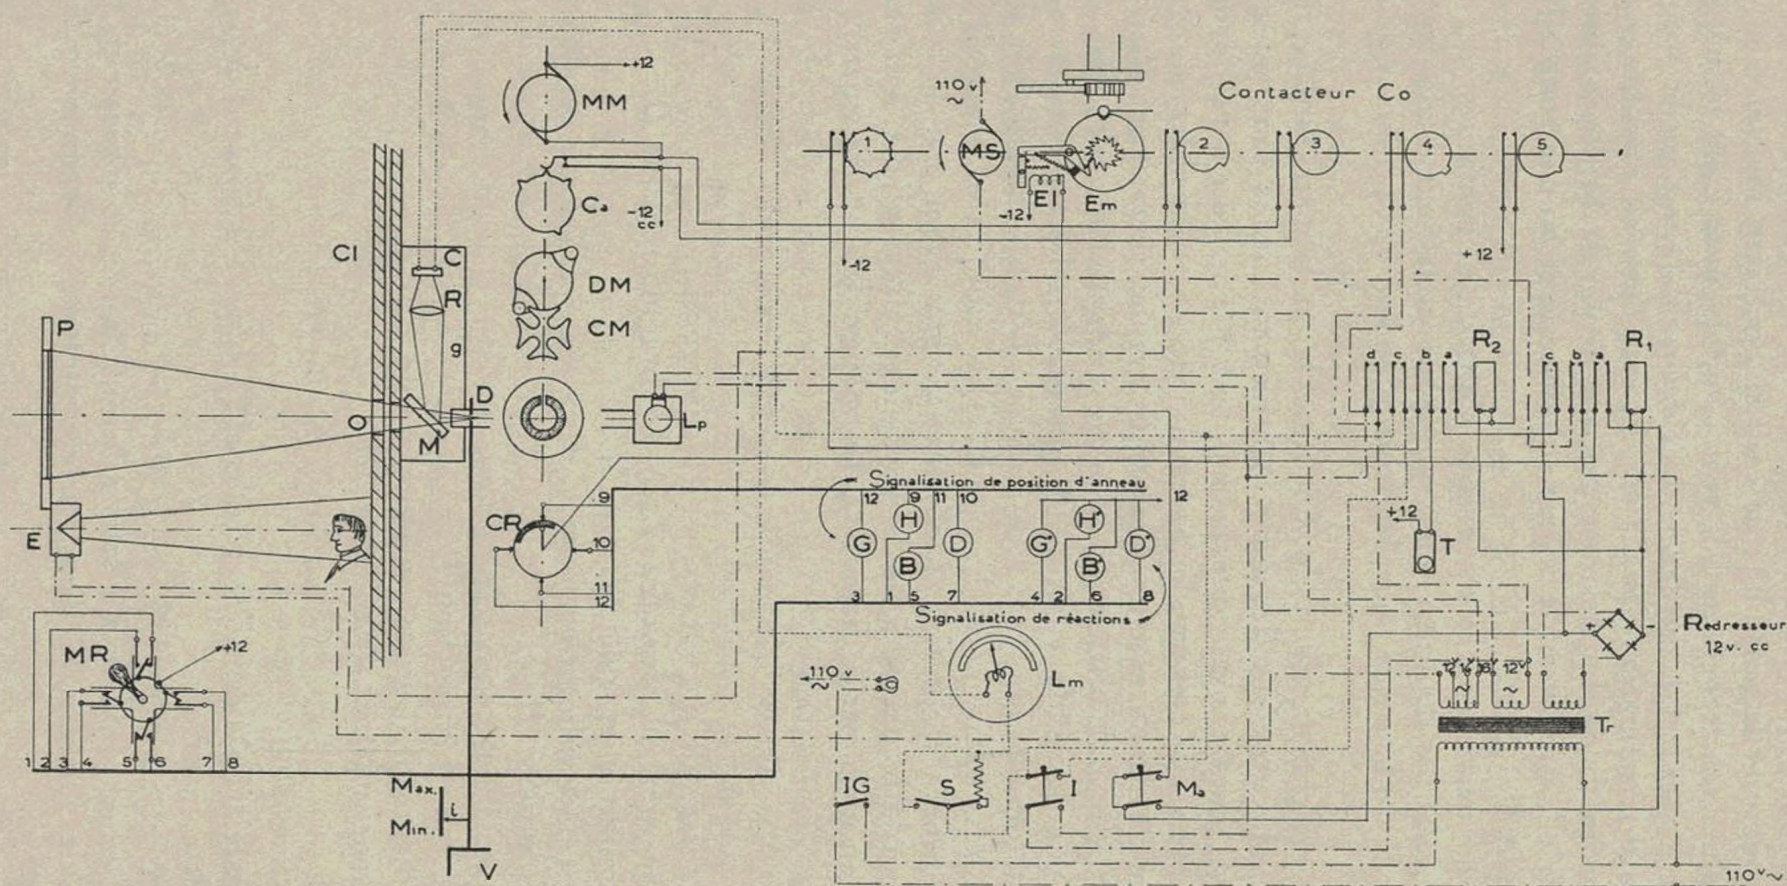 +12
MM
110 v
~
Contacteur Co
1
MS
2
3
4
5
Ca
-12
cc
El
Em
-12
-12
+12
Cl
C
R
DM
CM
P
g
D
O
M
Lp
d c b a
R2
c b a
R1
E
CR
9
10
11
12
Signalisation de position d'anneau
12 9 11 10 12
H H'
G D G' D'
B B'
3 1 5 7 4 2 6 8
Signalisation de réactions
+12
T
MR
+12
110 v
~
Lm
+ -
Redresseur
12v. cc
12v
~
~
Tr
1 2 3 4 5 6 7 8
Max.
i
Min.
V
IG
S
I
Ma
110v~